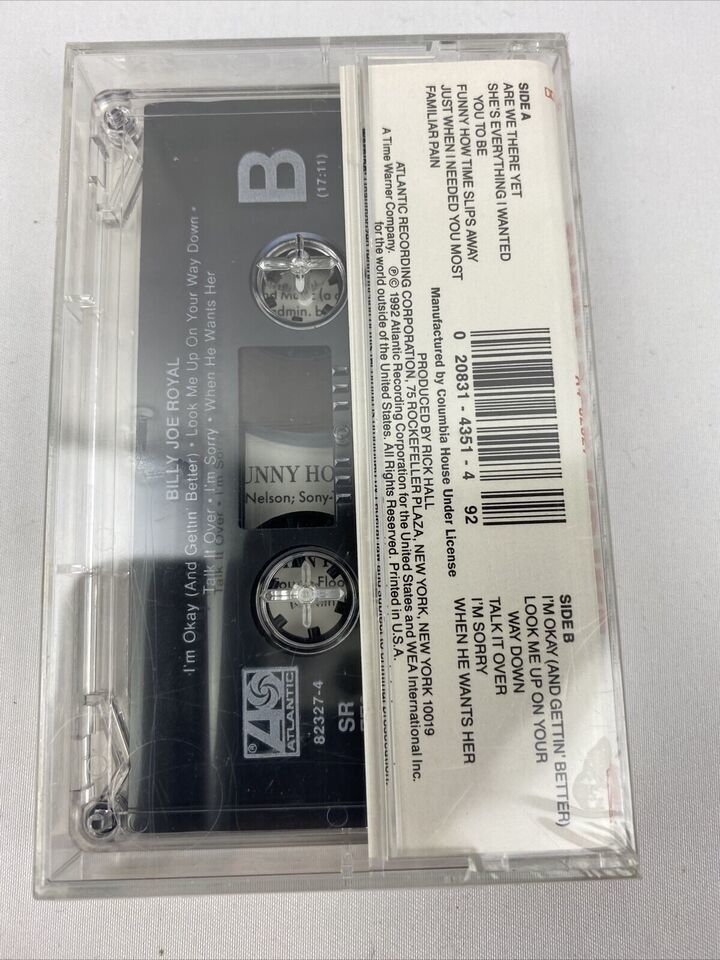 SIDE A
ARE WE THERE YET
SHE'S EVERYTHING I WANTED
YOU TO BE
FUNNY HOW TIME SLIPS AWAY
JUST WHEN I NEEDED YOU MOST
FAMILIAR PAIN
0 20831 - 4351 - 4 92
SIDE B
I'M OKAY (AND GETTIN' BETTER)
LOOK ME UP ON YOUR
WAY DOWN
TALK IT OVER
I'M SORRY
WHEN HE WANTS HER
Manufactured by Columbia House Under License
PRODUCED BY RICK HALL
ATLANTIC RECORDING CORPORATION, 75 ROCKEFELLER PLAZA, NEW YORK, NEW YORK 10019
A Time Warner Company. ℗ © 1992 Atlantic Recording Corporation for the United States and WEA International Inc.
for the world outside of the United States. All Rights Reserved. Printed in U.S.A.
B
(17:11)
UNNY HO
Nelson; Sony-
dmin. b
ATLANTIC
®
82327-4
SR
BILLY JOE ROYAL
I'm Okay (And Gettin' Better) • Look Me Up On Your Way Down •
Talk It Over • I'm Sorry • When He Wants Her